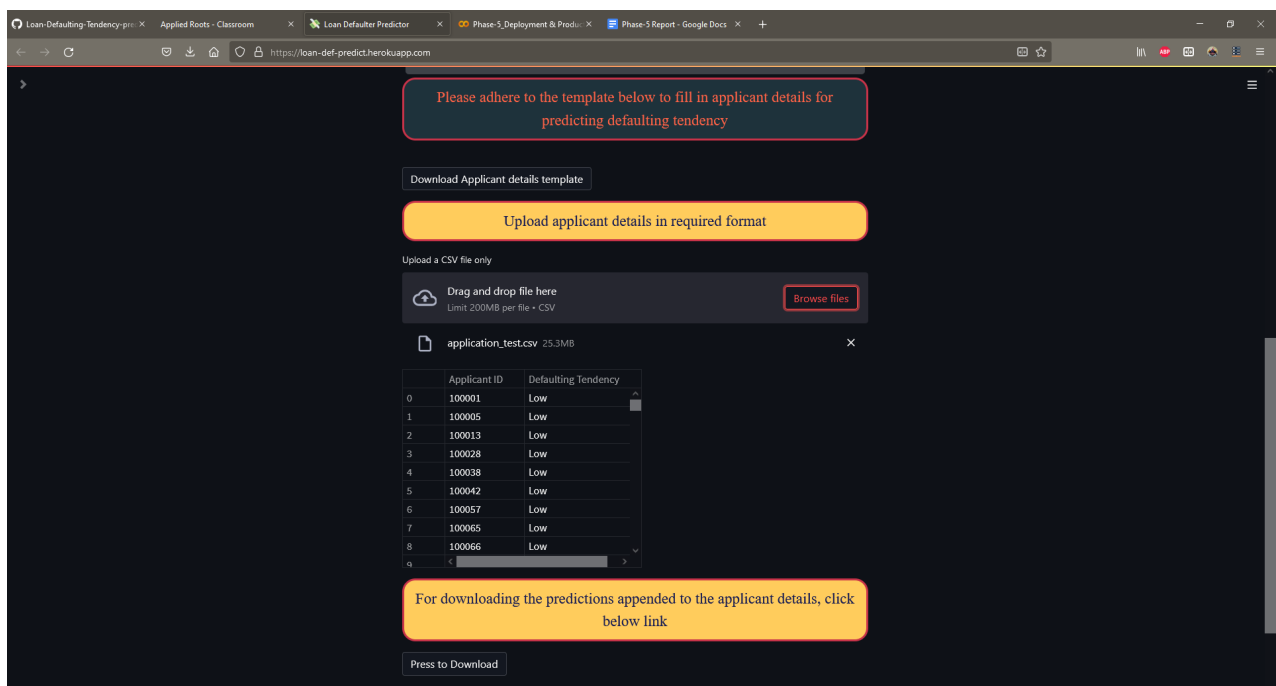 Loan-Defaulting-Tendency-pre
Applied Roots - Classroom
Loan Defaulter Predictor
Phase-5_Deployment & Produc
Phase-5 Report - Google Docs
https://loan-def-predict.herokuapp.com
ABP
Please adhere to the template below to fill in applicant details for
predicting defaulting tendency
Download Applicant details template
Upload applicant details in required format
Upload a CSV file only
Drag and drop file here
Limit 200MB per file • CSV
Browse files
application_test.csv 25.3MB
Applicant ID Defaulting Tendency
0 100001 Low
1 100005 Low
2 100013 Low
3 100028 Low
4 100038 Low
5 100042 Low
6 100057 Low
7 100065 Low
8 100066 Low
9
For downloading the predictions appended to the applicant details, click
below link
Press to Download